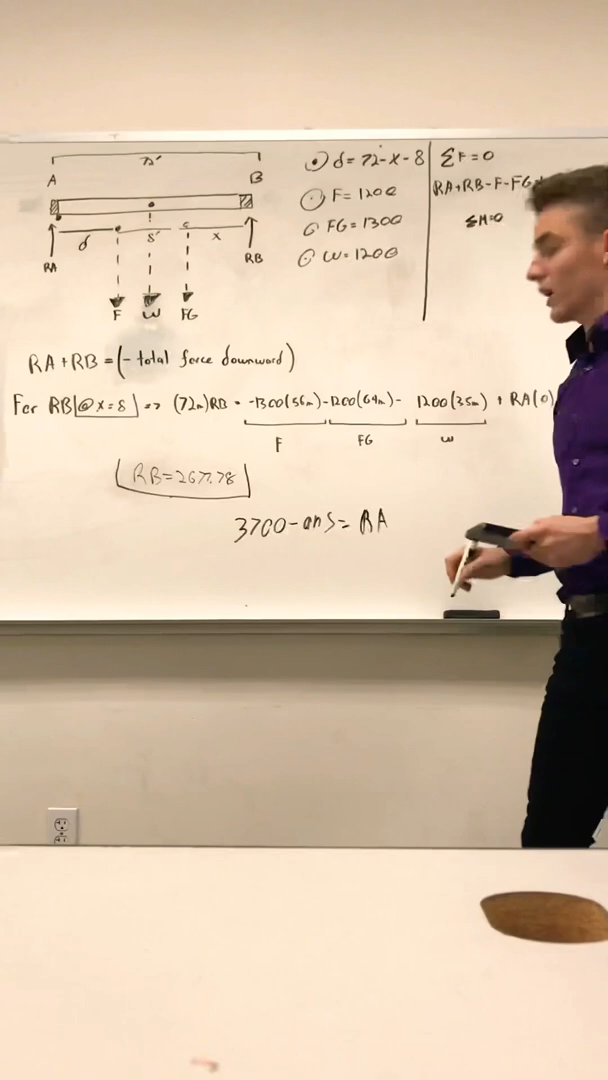 72'
A B
8' c
d x
RA RB
F W FG
d = 72 - x - 8
F = 1200
FG = 1300
W = 1200
ΣF = 0
RA + RB - F - FG
ΣM = 0
RA + RB = (- total force downward)
For RB @ x = 8 => (72m)RB = -1300(56m) - 1200(64m) - 1200(35m) + RA(0)
F FG W
RB = 2677.78
3700 - ans = RA